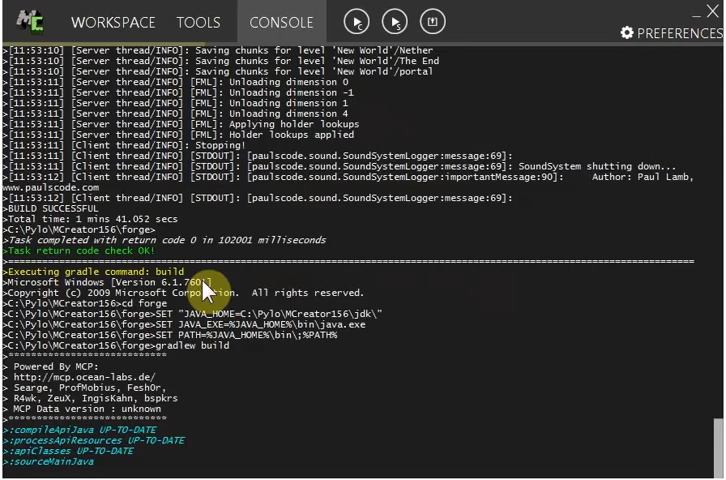 WORKSPACE TOOLS CONSOLE
PREFERENCES
>[11:53:10] [Server thread/INFO] Saving chunks for level 'New World'/Nether
>[11:53:10] [Server thread/INFO] Saving chunks for level 'New World'/The End
>[11:53:10] [Server thread/INFO] Saving chunks for level 'New World'/portal
>[11:53:11] [Server thread/INFO] [FML]: Unloading dimension 0
>[11:53:11] [Server thread/INFO] [FML]: Unloading dimension -1
>[11:53:11] [Server thread/INFO] [FML]: Unloading dimension 1
>[11:53:11] [Server thread/INFO] [FML]: Unloading dimension 4
>[11:53:11] [Server thread/INFO] [FML]: Applying holder lookups
>[11:53:11] [Server thread/INFO] [FML]: Holder lookups applied
>[11:53:11] [Client thread/INFO]: Stopping!
>[11:53:11] [Client thread/INFO] [STDOUT]: [paulscode.sound.SoundSystemLogger:message:69]:
>[11:53:11] [Client thread/INFO] [STDOUT]: [paulscode.sound.SoundSystemLogger:message:69]: SoundSystem shutting down...
>[11:53:12] [Client thread/INFO] [STDOUT]: [paulscode.sound.SoundSystemLogger:importantMessage:90]: Author: Paul Lamb,
www.paulscode.com
>[11:53:12] [Client thread/INFO] [STDOUT]: [paulscode.sound.SoundSystemLogger:message:69]:
>BUILD SUCCESSFUL
>Total time: 1 mins 41.052 secs
>C:\Pylo\MCreator156\forge>
>Task completed with return code 0 in 102001 milliseconds
>Task return code check OK!
>Executing gradle command: build
>Microsoft Windows [Version 6.1.7601]
>Copyright (c) 2009 Microsoft Corporation. All rights reserved.
>C:\Pylo\MCreator156>cd forge
>C:\Pylo\MCreator156\forge>SET "JAVA_HOME=C:\Pylo\MCreator156\jdk\"
>C:\Pylo\MCreator156\forge>SET JAVA_EXE=%JAVA_HOME%\bin\java.exe
>C:\Pylo\MCreator156\forge>SET PATH=%JAVA_HOME%\bin\;%PATH%
>C:\Pylo\MCreator156\forge>gradlew build
>****************************
> Powered By MCP:
> http://mcp.ocean-labs.de/
> Searge, ProfMobius, Fesh0r,
> R4wk, ZeuX, IngisKahn, bspkrs
> MCP Data version : unknown
>****************************
>:compileApiJava UP-TO-DATE
>:processApiResources UP-TO-DATE
>:apiClasses UP-TO-DATE
>:sourceMainJava